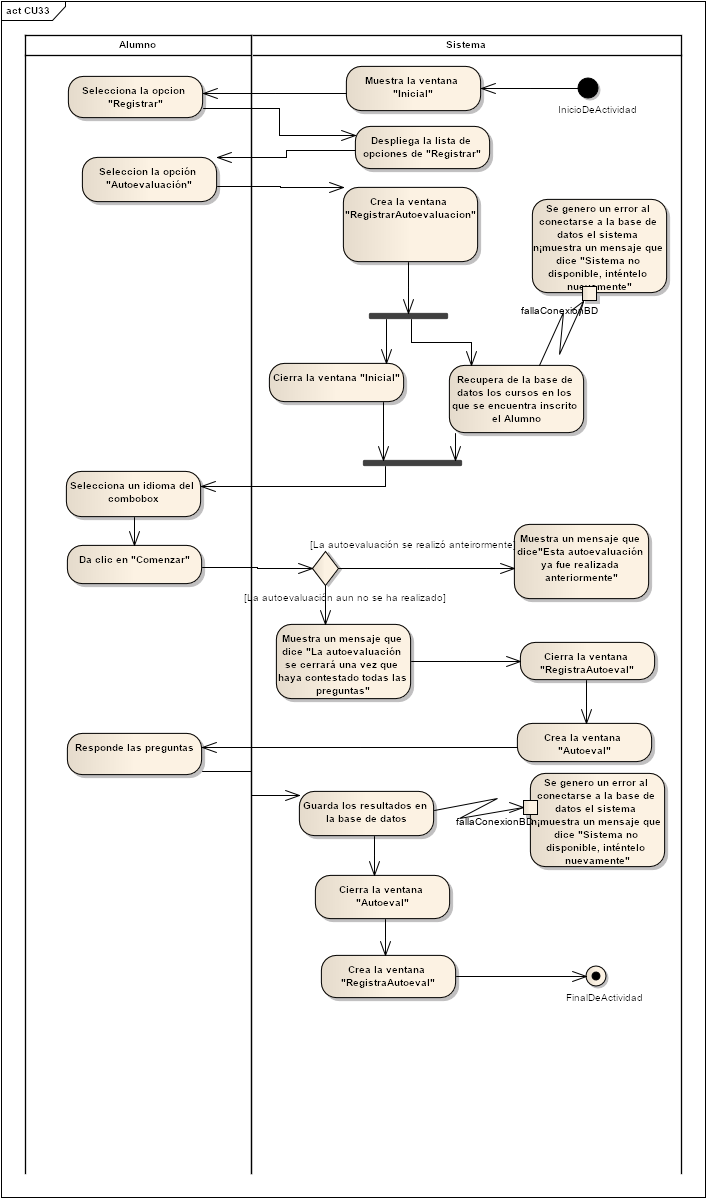 act CU33
Alumno
Sistema
Muestra la ventana
"Inicial"
InicioDeActividad
Selecciona la opcion
"Registrar"
Despliega la lista de
opciones de "Registrar"
Seleccion la opción
"Autoevaluación"
Crea la ventana
"RegistrarAutoevaluacion"
Se genero un error al
conectarse a la base de
datos el sistema
n¡muestra un mensaje que
dice "Sistema no
disponible, inténtelo
nuevamente"
fallaConexionBD
Cierra la ventana "Inicial"
Recupera de la base de
datos los cursos en los
que se encuentra inscrito
el Alumno
Selecciona un idioma del
combobox
Da clic en "Comenzar"
[La autoevaluación se realizó anteirormente]
Muestra un mensaje que
dice"Esta autoevaluación
ya fue realizada
anteriormente"
[La autoevaluación aun no se ha realizado]
Muestra un mensaje que
dice "La autoevaluación
se cerrará una vez que
haya contestado todas las
preguntas"
Cierra la ventana
"RegistraAutoeval"
Crea la ventana
"Autoeval"
Responde las preguntas
Guarda los resultados en
la base de datos
Se genero un error al
conectarse a la base de
datos el sistema
n¡muestra un mensaje que
dice "Sistema no
disponible, inténtelo
nuevamente"
fallaConexionBD
Cierra la ventana
"Autoeval"
Crea la ventana
"RegistraAutoeval"
FinalDeActividad